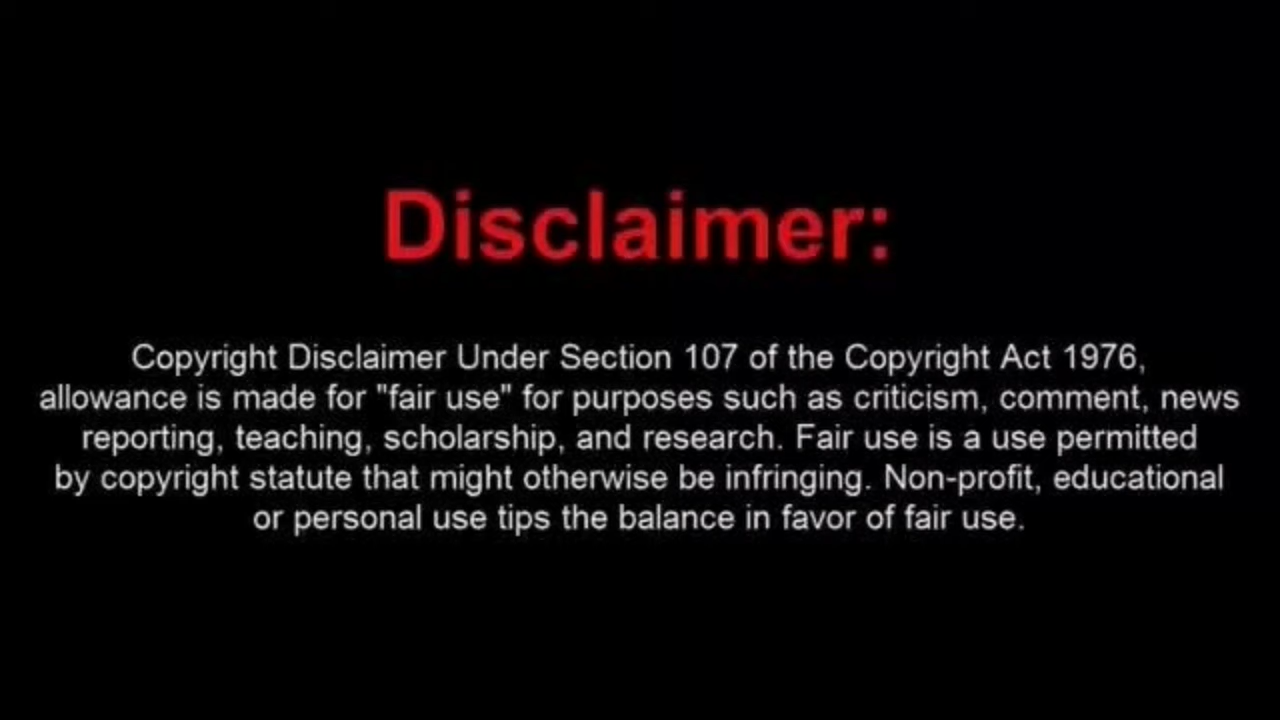 Disclaimer:
Copyright Disclaimer Under Section 107 of the Copyright Act 1976,
allowance is made for "fair use" for purposes such as criticism, comment, news
reporting, teaching, scholarship, and research. Fair use is a use permitted
by copyright statute that might otherwise be infringing. Non-profit, educational
or personal use tips the balance in favor of fair use.